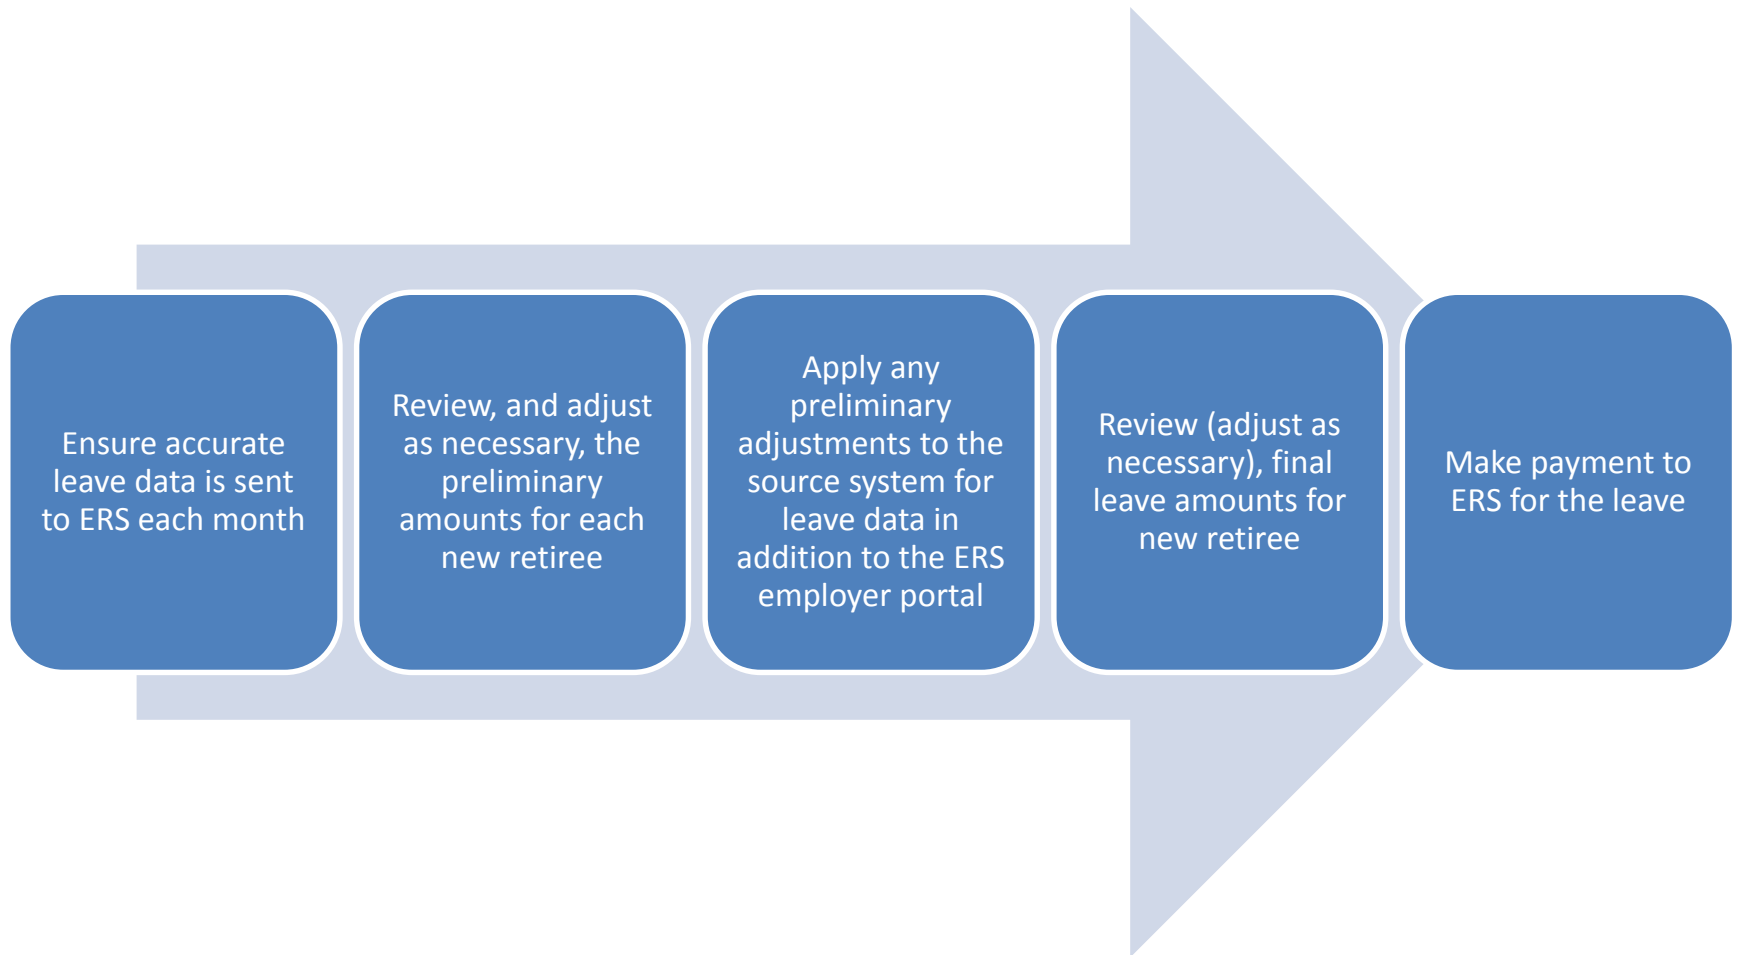 Ensure accurate
leave data is sent
to ERS each month
Review, and adjust
as necessary, the
preliminary
amounts for each
new retiree
Apply any
preliminary
adjustments to the
source system for
leave data in
addition to the ERS
employer portal
Review (adjust as
necessary), final
leave amounts for
new retiree
Make payment to
ERS for the leave